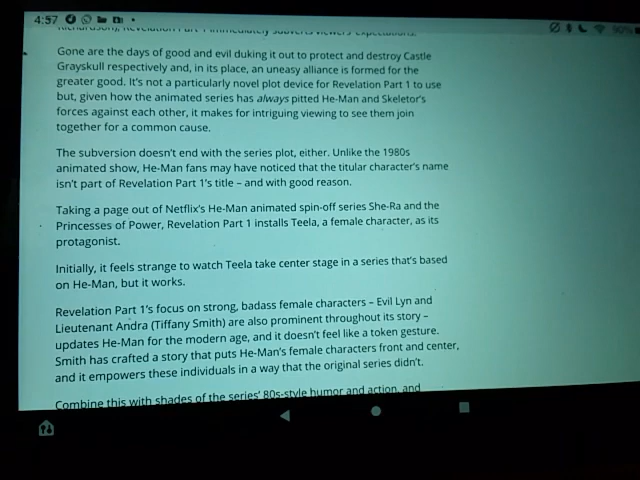 4:57
90%
Revelation Part 1 immediately subverts viewers' expectations.
Gone are the days of good and evil duking it out to protect and destroy Castle
Grayskull respectively and, in its place, an uneasy alliance is formed for the
greater good. It's not a particularly novel plot device for Revelation Part 1 to use
but, given how the animated series has always pitted He-Man and Skeletor's
forces against each other, it makes for intriguing viewing to see them join
together for a common cause.
The subversion doesn't end with the series plot, either. Unlike the 1980s
animated show, He-Man fans may have noticed that the titular character's name
isn't part of Revelation Part 1's title – and with good reason.
Taking a page out of Netflix's He-Man animated spin-off series She-Ra and the
Princesses of Power, Revelation Part 1 installs Teela, a female character, as its
protagonist.
Initially, it feels strange to watch Teela take center stage in a series that's based
on He-Man, but it works.
Revelation Part 1's focus on strong, badass female characters – Evil Lyn and
Lieutenant Andra (Tiffany Smith) are also prominent throughout its story –
updates He-Man for the modern age, and it doesn't feel like a token gesture.
Smith has crafted a story that puts He-Man's female characters front and center,
and it empowers these individuals in a way that the original series didn't.
Combine this with shades of the series' 80s-style humor and action, and